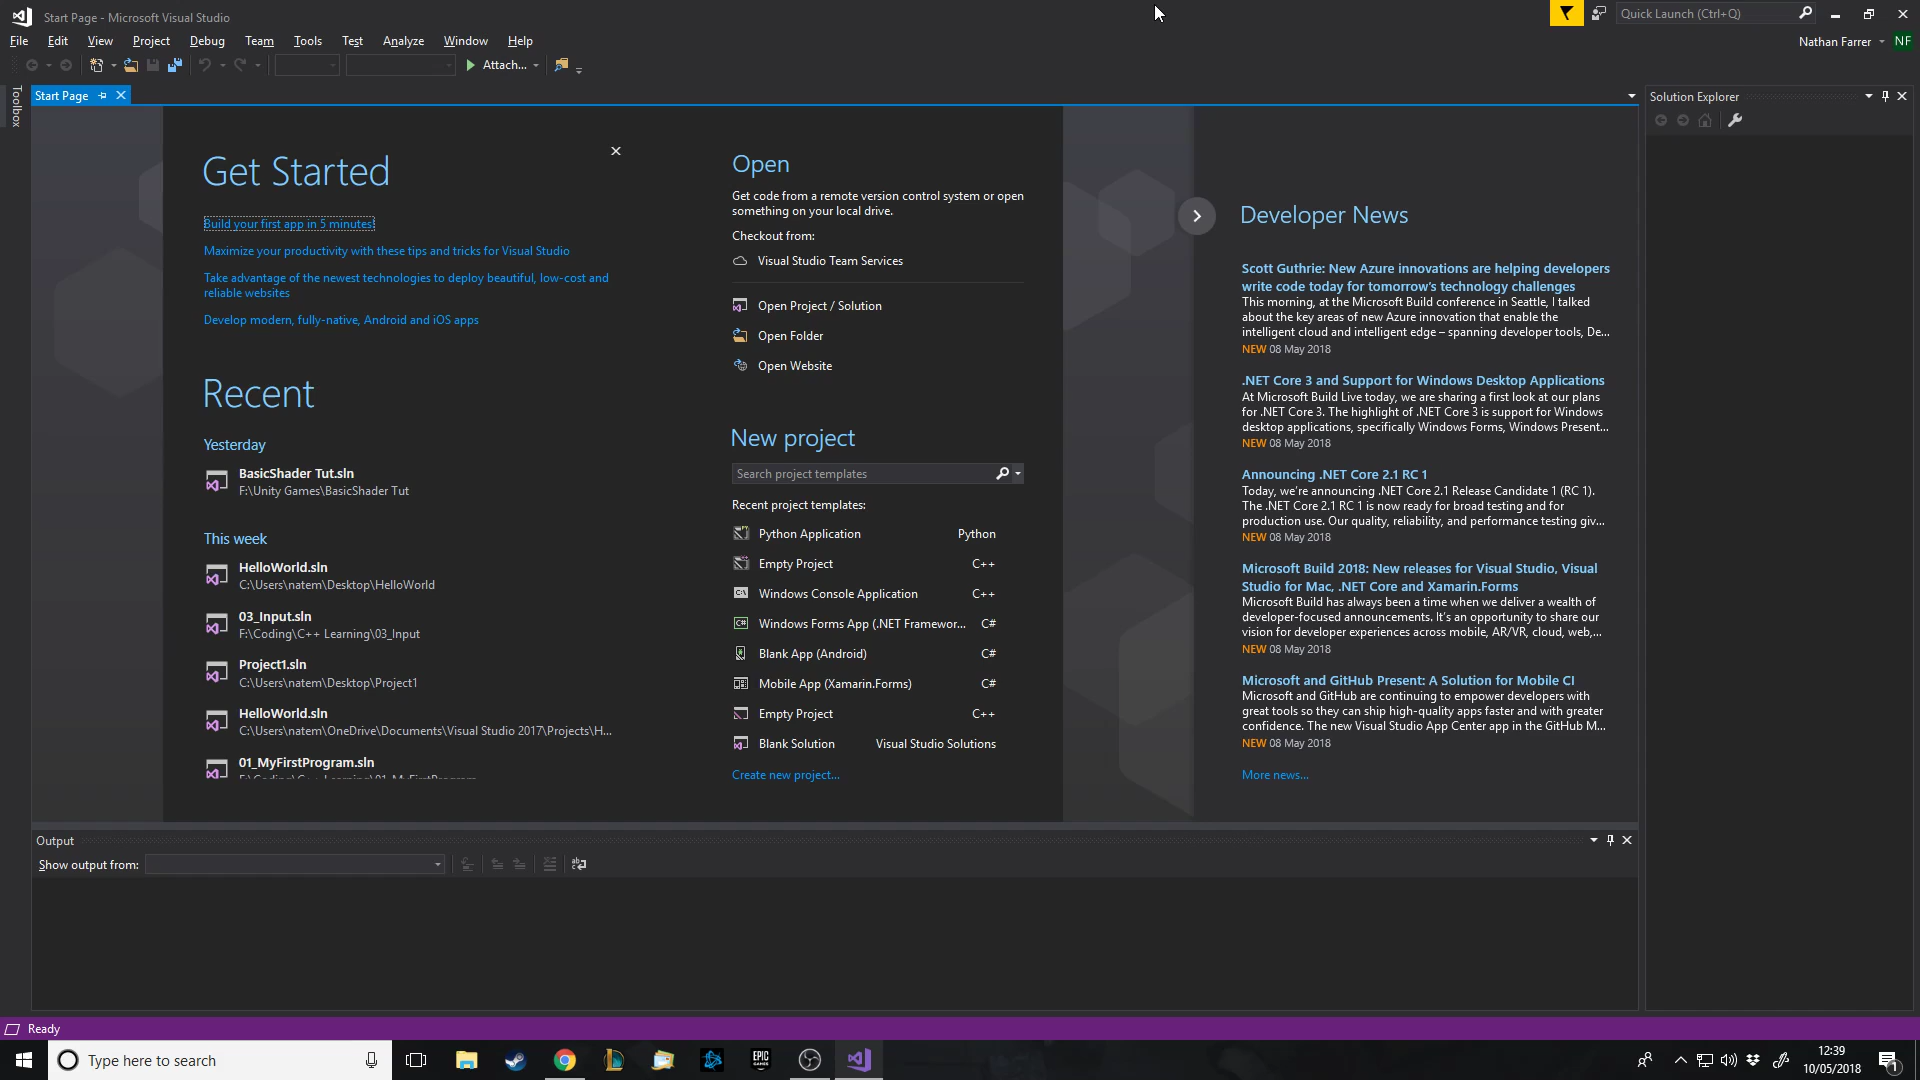 Start Page - Microsoft Visual Studio
Quick Launch (Ctrl+Q)
File Edit View Project Debug Team Tools Test Analyze Window Help
Nathan Farrer NF
Attach...
Toolbox
Start Page
Solution Explorer
Get Started
Build your first app in 5 minutes!
Maximize your productivity with these tips and tricks for Visual Studio
Take advantage of the newest technologies to deploy beautiful, low-cost and
reliable websites
Develop modern, fully-native, Android and iOS apps
Recent
Yesterday
BasicShader Tut.sln
F:\Unity Games\BasicShader Tut
This week
HelloWorld.sln
C:\Users\natem\Desktop\HelloWorld
03_Input.sln
F:\Coding\C++ Learning\03_Input
Project1.sln
C:\Users\natem\Desktop\Project1
HelloWorld.sln
C:\Users\natem\OneDrive\Documents\Visual Studio 2017\Projects\H...
01_MyFirstProgram.sln
F:\Coding\C++ Learning\01_MyFirstProgram
Open
Get code from a remote version control system or open
something on your local drive.
Checkout from:
Visual Studio Team Services
Open Project / Solution
Open Folder
Open Website
New project
Search project templates
Recent project templates:
Python Application Python
Empty Project C++
Windows Console Application C++
Windows Forms App (.NET Framewor... C#
Blank App (Android) C#
Mobile App (Xamarin.Forms) C#
Empty Project C++
Blank Solution Visual Studio Solutions
Create new project...
Developer News
Scott Guthrie: New Azure innovations are helping developers
write code today for tomorrow's technology challenges
This morning, at the Microsoft Build conference in Seattle, I talked
about the key areas of new Azure innovation that enable the
intelligent cloud and intelligent edge – spanning developer tools, De...
NEW 08 May 2018
.NET Core 3 and Support for Windows Desktop Applications
At Microsoft Build Live today, we are sharing a first look at our plans
for .NET Core 3. The highlight of .NET Core 3 is support for Windows
desktop applications, specifically Windows Forms, Windows Present...
NEW 08 May 2018
Announcing .NET Core 2.1 RC 1
Today, we're announcing .NET Core 2.1 Release Candidate 1 (RC 1).
The .NET Core 2.1 RC 1 is now ready for broad testing and for
production use. Our quality, reliability, and performance testing giv...
NEW 08 May 2018
Microsoft Build 2018: New releases for Visual Studio, Visual
Studio for Mac, .NET Core and Xamarin.Forms
Microsoft Build has always been a time when we deliver a wealth of
developer-focused announcements. It's an opportunity to share our
vision for developer experiences across mobile, AR/VR, cloud, web,...
NEW 08 May 2018
Microsoft and GitHub Present: A Solution for Mobile CI
Microsoft and GitHub are continuing to empower developers with
great tools so they can ship high-quality apps faster and with greater
confidence. The new Visual Studio App Center app in the GitHub M...
NEW 08 May 2018
More news...
Output
Show output from:
Ready
Type here to search
EPIC
GAMES
12:39
10/05/2018
1